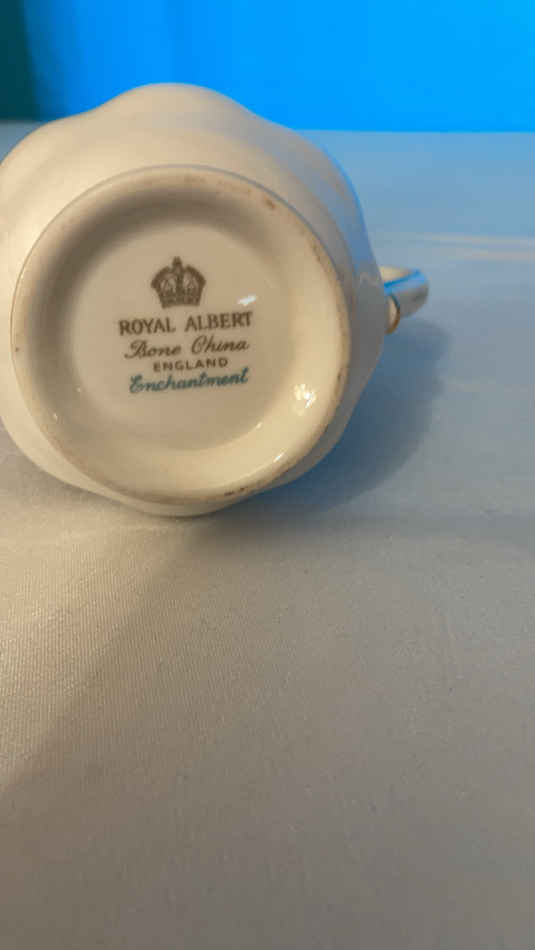 ROYAL ALBERT
Bone China
ENGLAND
Enchantment